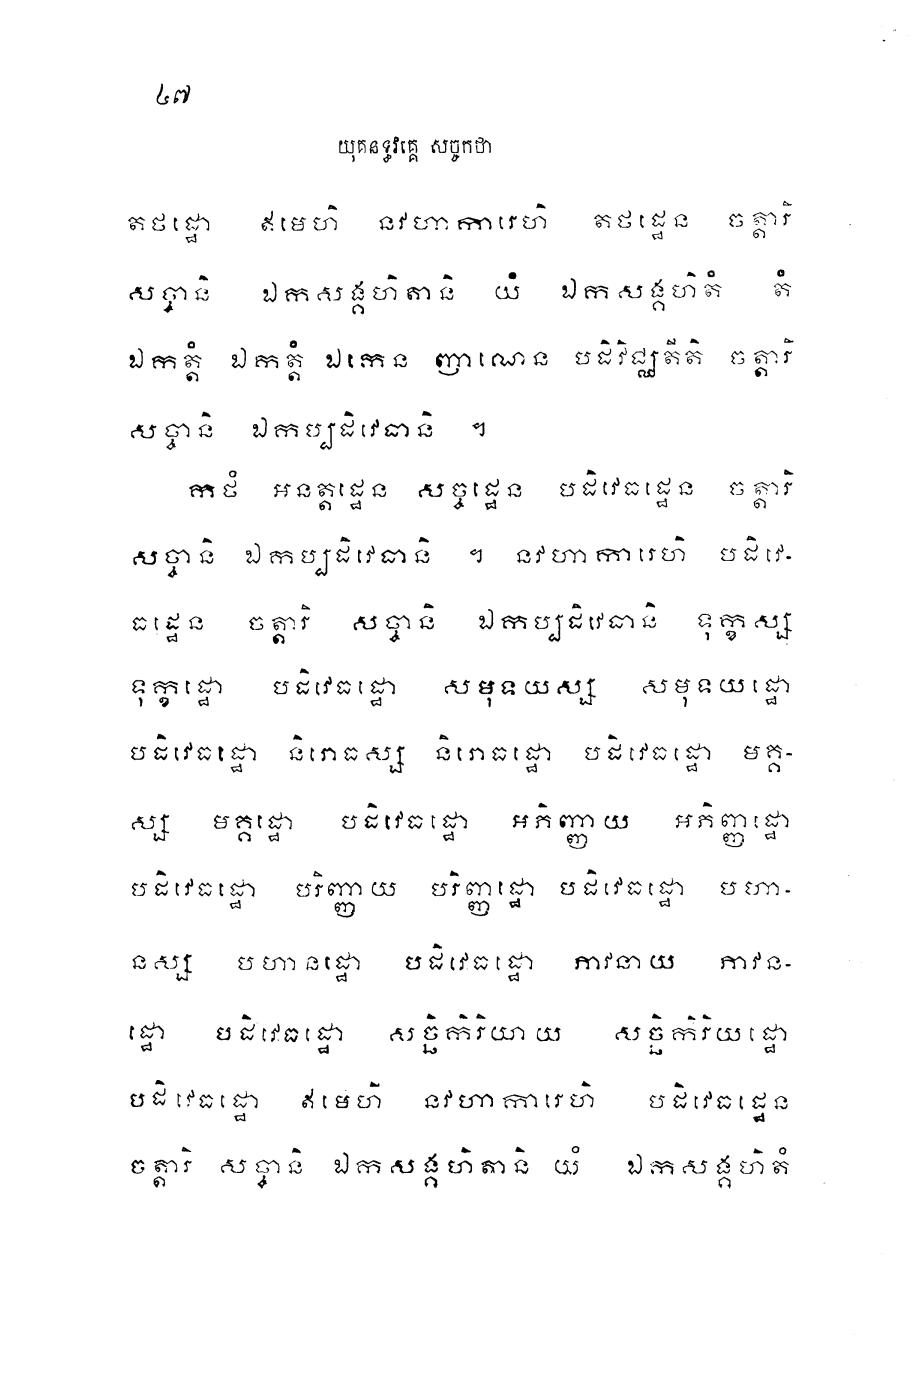 ៤៧
យុគនទ្ធវគ្គេ សច្ចកថា
តថដ្ឋោ ឥមេហិ នវហាការេហិ តថដ្ឋេន ចត្តារិ
សច្ចានិ ឯកសង្គហិតានិ យំ ឯកសង្គហិតំ តំ
ឯកត្តំ ឯកត្តំ ឯកេន ញាណេន បដិវិជ្ឈតីតិ ចត្តារិ
សច្ចានិ ឯកប្បដិវេធានិ ។
កថំ អនត្តដ្ឋេន សច្ចដ្ឋេន បដិវេធដ្ឋេន ចត្តារិ
សច្ចានិ ឯកប្បដិវេធានិ ។ នវហាការេហិ បដិវេ-
ធដ្ឋេន ចត្តារិ សច្ចានិ ឯកប្បដិវេធានិ ទុក្ខស្ស
ទុក្ខដ្ឋោ បដិវេធដ្ឋោ សមុទយស្ស សមុទយដ្ឋោ
បដិវេធដ្ឋោ និរោធស្ស និរោធដ្ឋោ បដិវេធដ្ឋោ មគ្គ-
ស្ស មគ្គដ្ឋោ បដិវេធដ្ឋោ អភិញ្ញាយ អភិញ្ញដ្ឋោ
បដិវេធដ្ឋោ បរិញ្ញាយ បរិញ្ញដ្ឋោ បដិវេធដ្ឋោ បហា-
នស្ស បហានដ្ឋោ បដិវេធដ្ឋោ ភាវនាយ ភាវន-
ដ្ឋោ បដិវេធដ្ឋោ សច្ឆិកិរិយាយ សច្ឆិកិរិយដ្ឋោ
បដិវេធដ្ឋោ ឥមេហិ នវហាការេហិ បដិវេធដ្ឋេន
ចត្តារិ សច្ចានិ ឯកសង្គហិតានិ យំ ឯកសង្គហិតំ